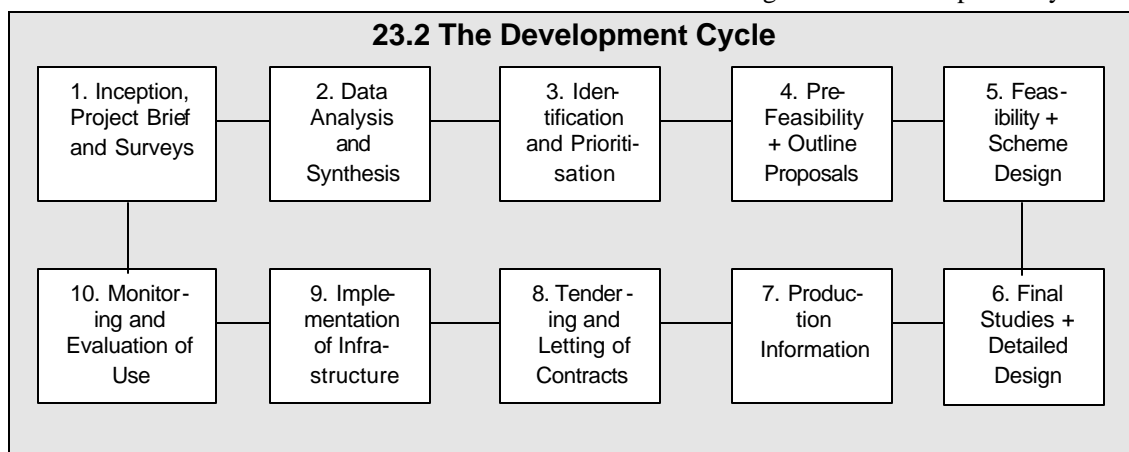 23.2 The Development Cycle
1. Inception,
Project Brief
and Surveys
2. Data
Analysis
and
Synthesis
3. Iden-
tification
and Prioriti-
sation
4. Pre-
Feasibility
+ Outline
Proposals
5. Feas-
ibility +
Scheme
Design
10. Monitor-
ing and
Evaluation of
Use
9. Imple-
mentation
of Infra-
structure
8. Tender-
ing and
Letting of
Contracts
7. Produc-
tion
Information
6. Final
Studies +
Detailed
Design